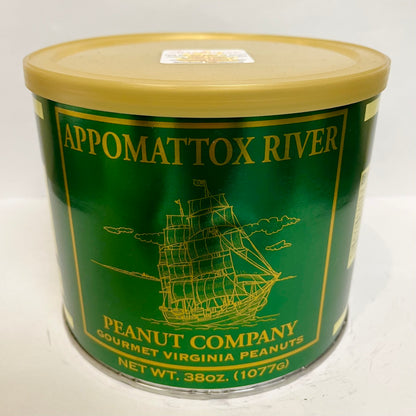 APPOMATTOX RIVER
PEANUT COMPANY
GOURMET VIRGINIA PEANUTS
NET WT. 38OZ. (1077G)